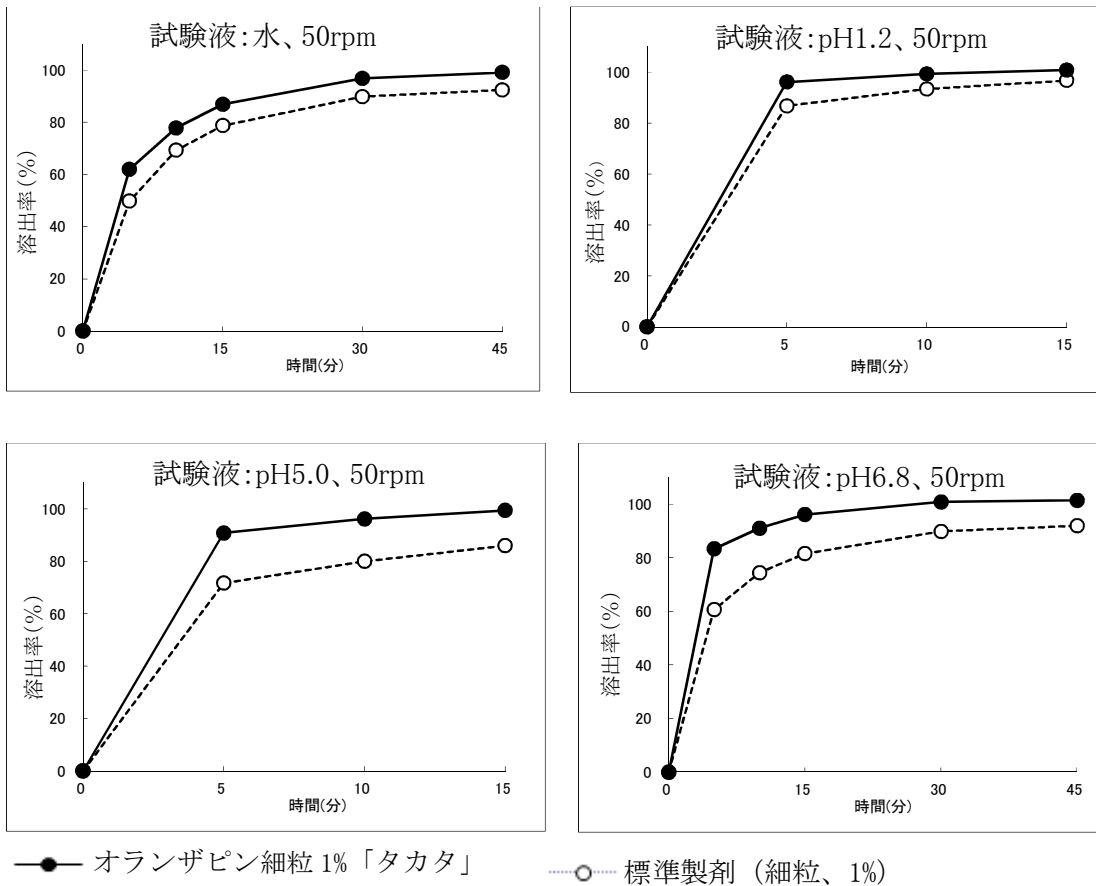 試験液:水、50rpm
溶出率(%)
100
80
60
40
20
0
0 15 30 45
時間(分)
試験液:pH1.2、50rpm
溶出率(%)
100
80
60
40
20
0
0 5 10 15
時間(分)
試験液:pH5.0、50rpm
溶出率(%)
100
80
60
40
20
0
0 5 10 15
時間(分)
試験液:pH6.8、50rpm
溶出率(%)
100
80
60
40
20
0
0 15 30 45
時間(分)
オランザピン細粒 1%「タカタ」
標準製剤 (細粒、1%)